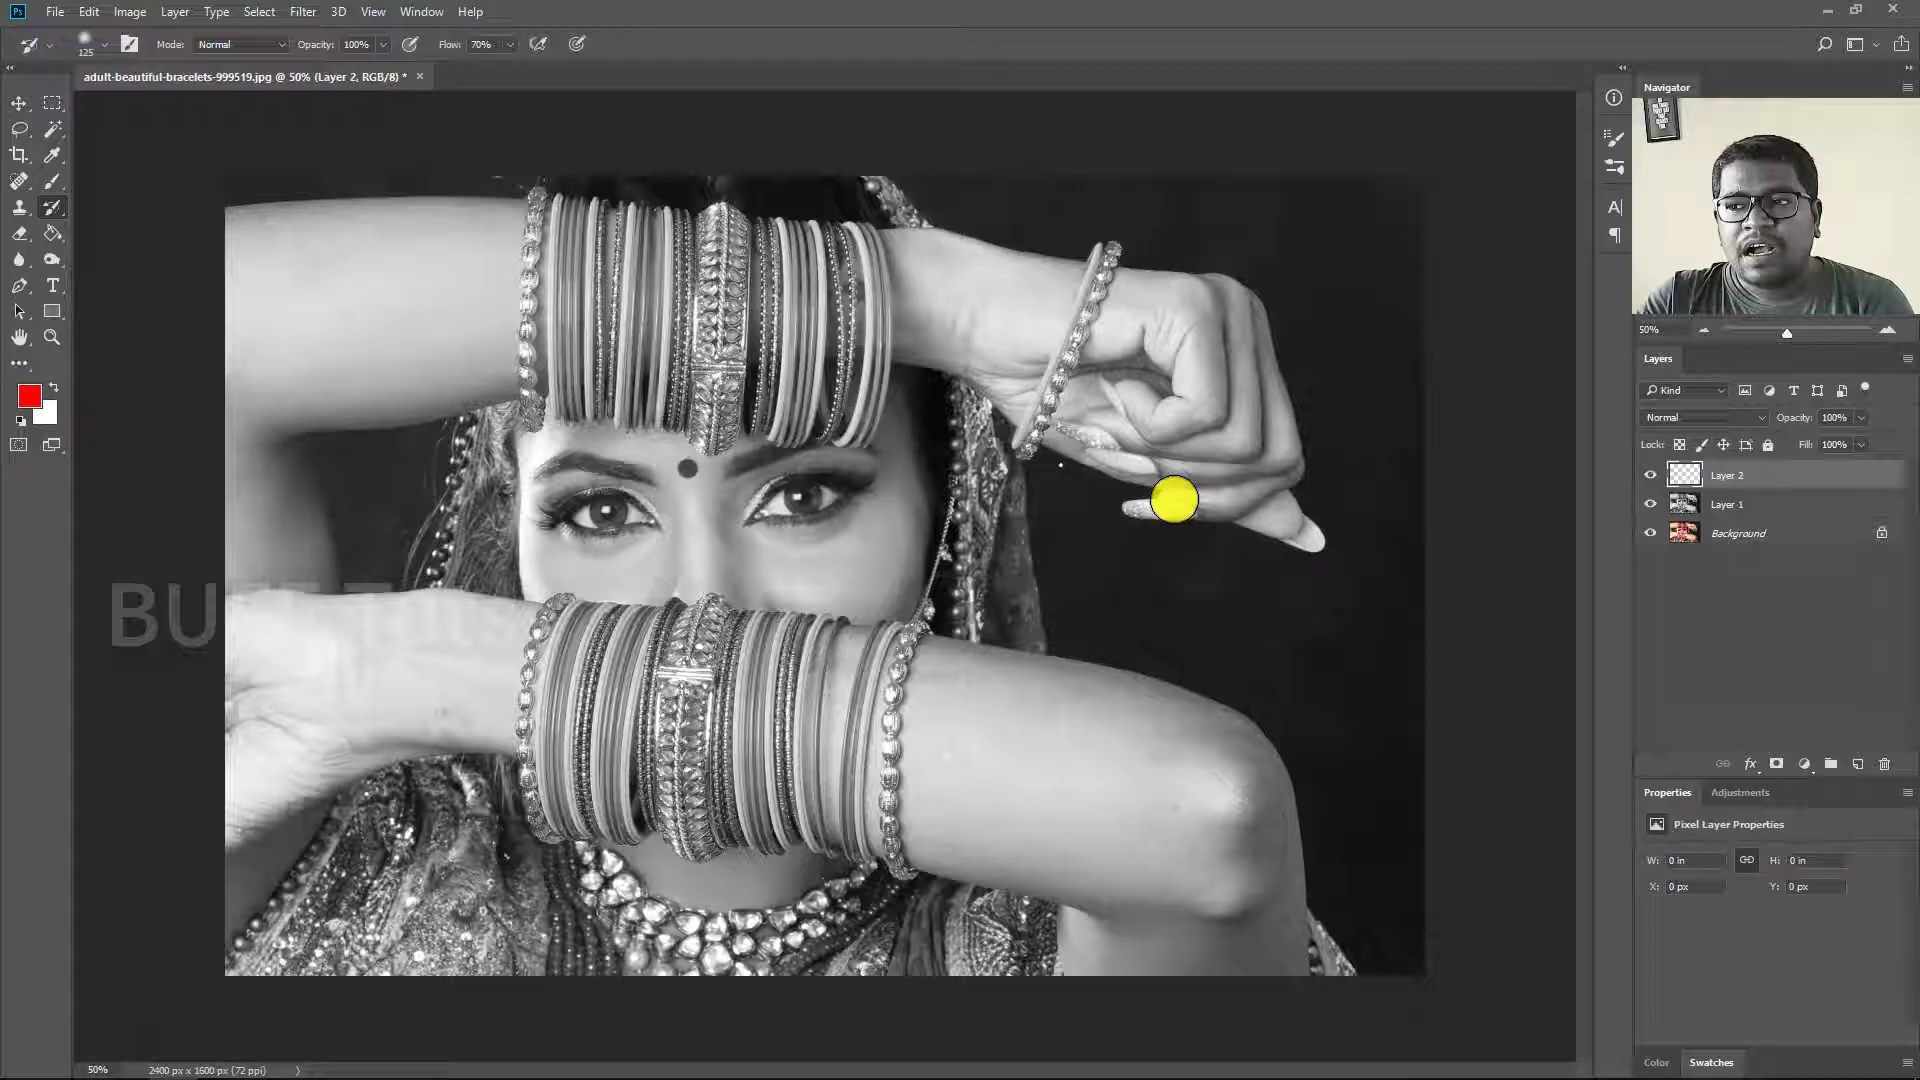 Ps File Edit Image Layer Type Select Filter 3D View Window Help
125 Mode: Normal Opacity: 100% Flow: 70%
adult-beautiful-bracelets-999519.jpg @ 50% (Layer 2, RGB/8) * ×
Navigator
50%
Layers
Kind
Normal Opacity: 100%
Lock: Fill: 100%
Layer 2
Layer 1
Background
fx
Properties Adjustments
Pixel Layer Properties
W: 0 in H: 0 in
X: 0 px Y: 0 px
Color Swatches
50% 2400 px x 1600 px (72 ppi)